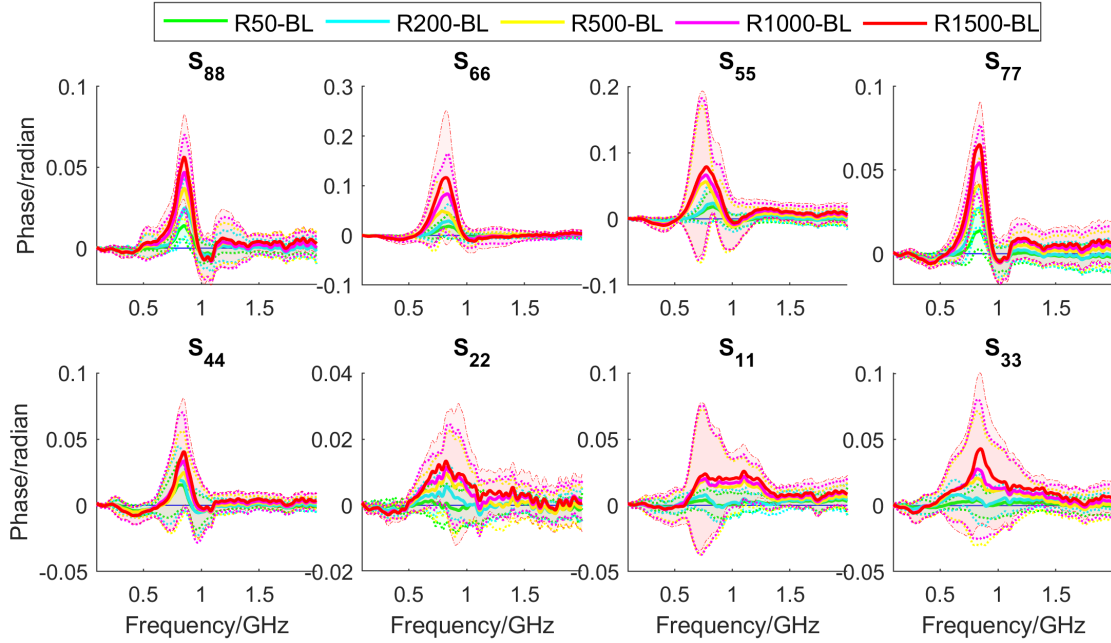 R50-BL R200-BL R500-BL R1000-BL R1500-BL
S88 S66 S55 S77
0.1 0.3 0.2 0.1
0.2
0.05 0.1 0.1 0.05
0 0 0 0
-0.1 -0.1
Phase/radian
0.5 1 1.5 0.5 1 1.5 0.5 1 1.5 0.5 1 1.5
S44 S22 S11 S33
0.1 0.04 0.1 0.1
0.05 0.02 0.05 0.05
0 0 0 0
-0.05 -0.02 -0.05 -0.05
Phase/radian
0.5 1 1.5 0.5 1 1.5 0.5 1 1.5 0.5 1 1.5
Frequency/GHz Frequency/GHz Frequency/GHz Frequency/GHz